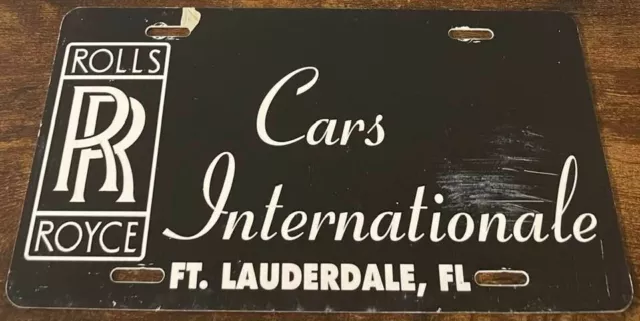 ROLLS
RR
ROYCE
Cars
Internationale
FT. LAUDERDALE, FL